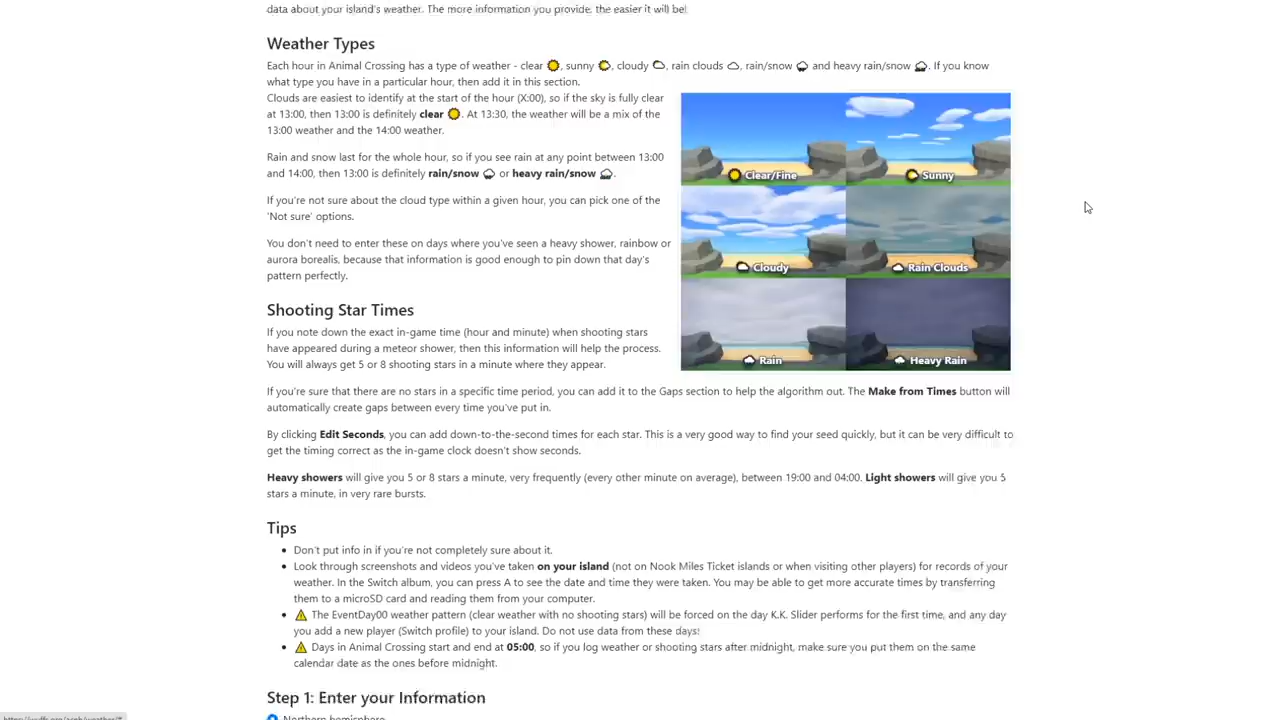 data about your island's weather. The more information you provide, the easier it will be!
Weather Types
Each hour in Animal Crossing has a type of weather - clear , sunny , cloudy , rain clouds , rain/snow and heavy rain/snow . If you know
what type you have in a particular hour, then add it in this section.
Clouds are easiest to identify at the start of the hour (X:00), so if the sky is fully clear
at 13:00, then 13:00 is definitely clear . At 13:30, the weather will be a mix of the
13:00 weather and the 14:00 weather.
Rain and snow last for the whole hour, so if you see rain at any point between 13:00
and 14:00, then 13:00 is definitely rain/snow or heavy rain/snow .
If you're not sure about the cloud type within a given hour, you can pick one of the
'Not sure' options.
You don't need to enter these on days where you've seen a heavy shower, rainbow or
aurora borealis, because that information is good enough to pin down that day's
pattern perfectly.
Clear/Fine
Sunny
Cloudy
Rain Clouds
Rain
Heavy Rain
Shooting Star Times
If you note down the exact in-game time (hour and minute) when shooting stars
have appeared during a meteor shower, then this information will help the process.
You will always get 5 or 8 shooting stars in a minute where they appear.
If you're sure that there are no stars in a specific time period, you can add it to the Gaps section to help the algorithm out. The Make from Times button will
automatically create gaps between every time you've put in.
By clicking Edit Seconds, you can add down-to-the-second times for each star. This is a very good way to find your seed quickly, but it can be very difficult to
get the timing correct as the in-game clock doesn't show seconds.
Heavy showers will give you 5 or 8 stars a minute, very frequently (every other minute on average), between 19:00 and 04:00. Light showers will give you 5
stars a minute, in very rare bursts.
Tips
Don't put info in if you're not completely sure about it.
Look through screenshots and videos you've taken on your island (not on Nook Miles Ticket islands or when visiting other players) for records of your
weather. In the Switch album, you can press A to see the date and time they were taken. You may be able to get more accurate times by transferring
them to a microSD card and reading them from your computer.
The EventDay00 weather pattern (clear weather with no shooting stars) will be forced on the day K.K. Slider performs for the first time, and any day
you add a new player (Switch profile) to your island. Do not use data from these days!
Days in Animal Crossing start and end at 05:00, so if you log weather or shooting stars after midnight, make sure you put them on the same
calendar date as the ones before midnight.
Step 1: Enter your Information
Northern hemisphere